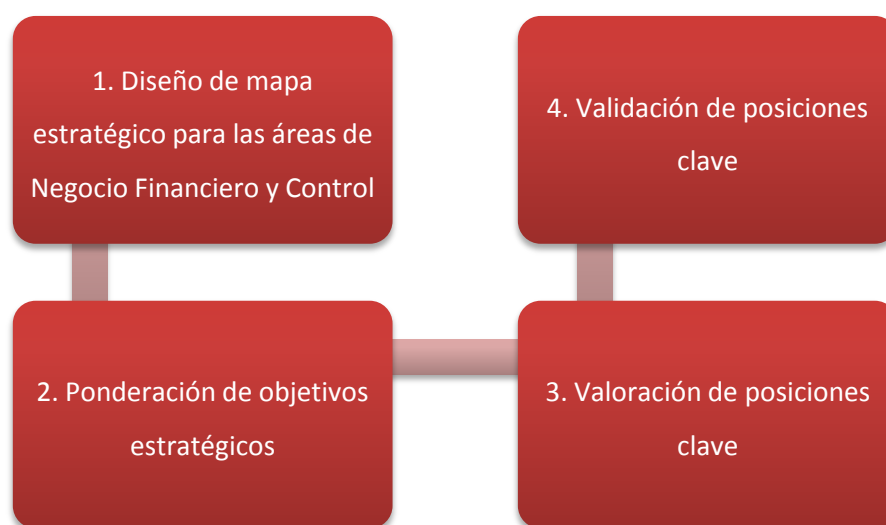 1. Diseño de mapa
estratégico para las áreas de
Negocio Financiero y Control
2. Ponderación de objetivos
estratégicos
3. Valoración de posiciones
clave
4. Validación de posiciones
clave